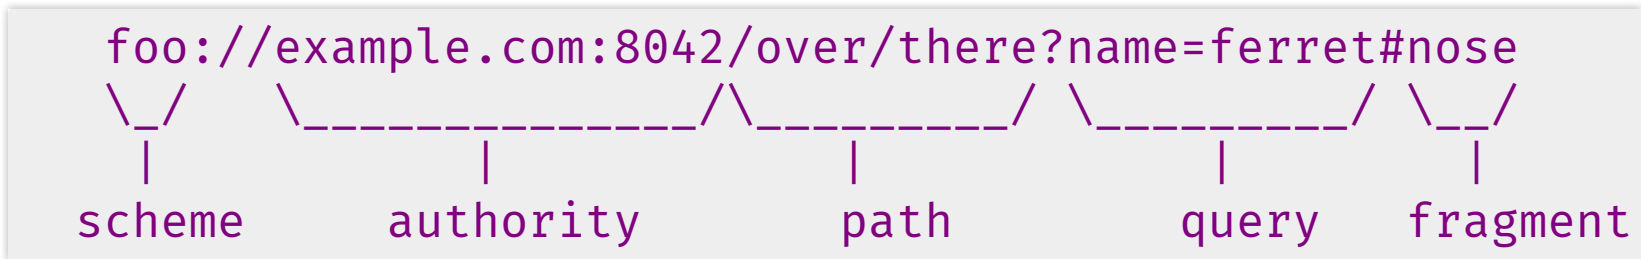 foo://example.com:8042/over/there?name=ferret#nose
\_/   \______________/\_________/ \_________/ \__/
 |           |            |            |        |
scheme     authority       path        query   fragment